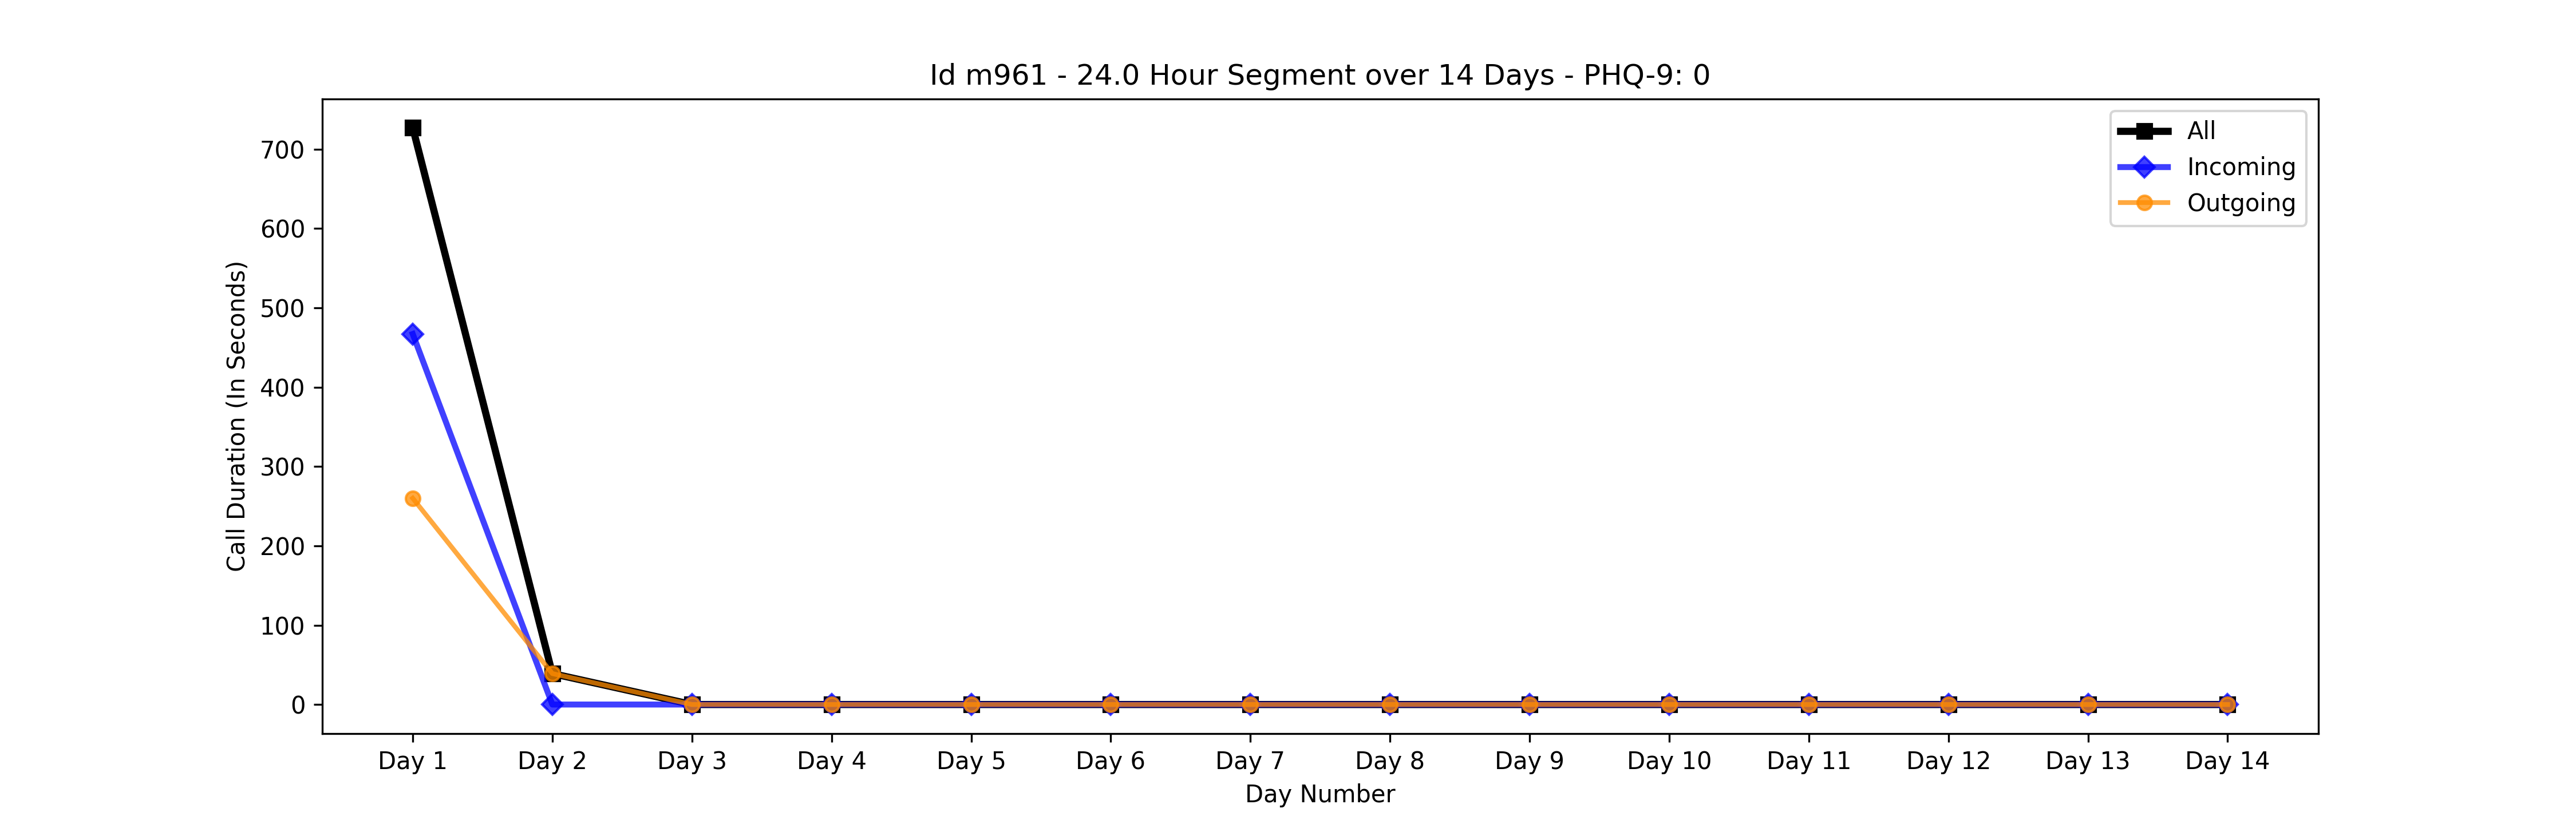 Id m961 - 24.0 Hour Segment over 14 Days - PHQ-9: 0
All
Incoming
Outgoing
Call Duration (In Seconds)
700
600
500
400
300
200
100
0
Day 1 Day 2 Day 3 Day 4 Day 5 Day 6 Day 7 Day 8 Day 9 Day 10 Day 11 Day 12 Day 13 Day 14
Day Number